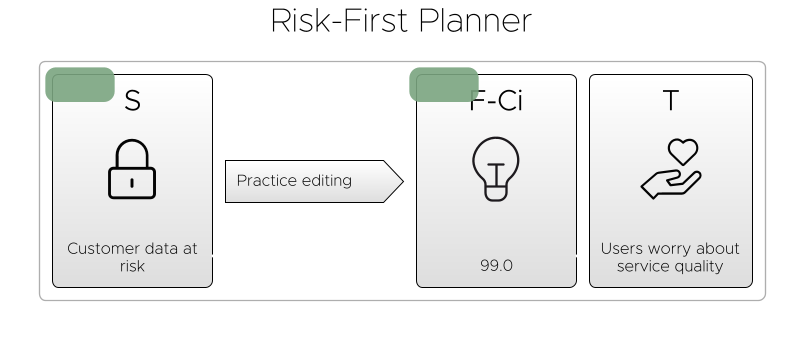 Risk-First Planner
S
Customer data at
risk
Practice editing
F-Ci
99.0
T
Users worry about
service quality